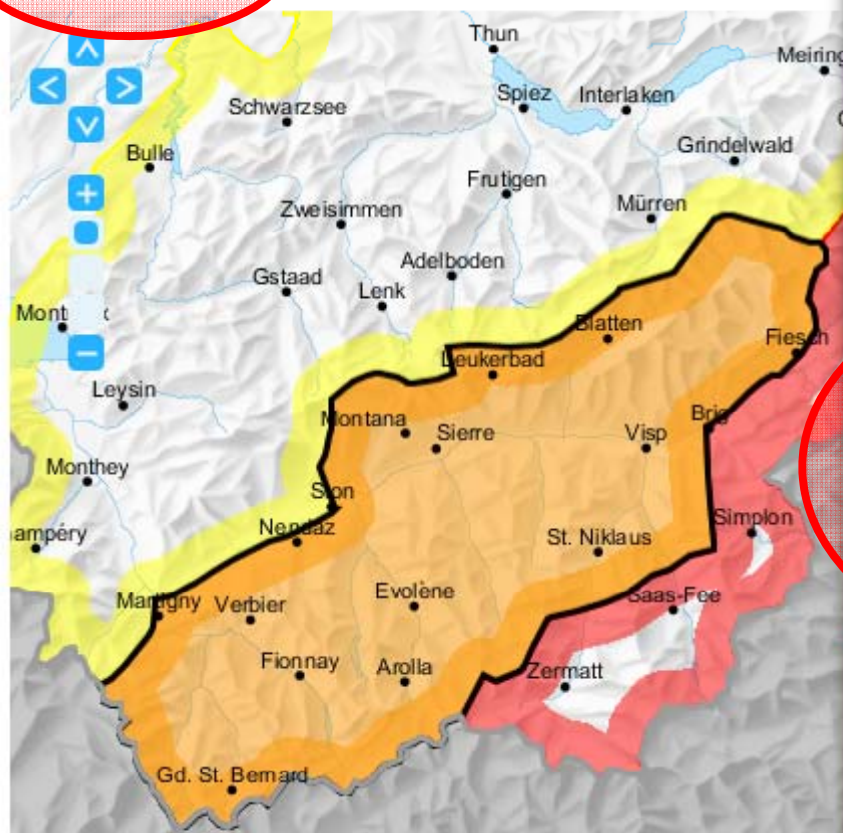 Thun
Meiring
Spiez
Interlaken
Schwarzsee
Grindelwald
Bulle
Frutigen
Mürren
Zweisimmen
Adelboden
Gstaad
Lenk
Blatten
Fiesch
Leukerbad
Leysin
Montana
Sierre
Visp
Brig
Monthey
Sion
Simplon
Nendaz
St. Niklaus
ampéry
Martigny
Verbier
Evolène
Saas-Fee
Fionnay
Arolla
Zermatt
Gd. St. Bernard